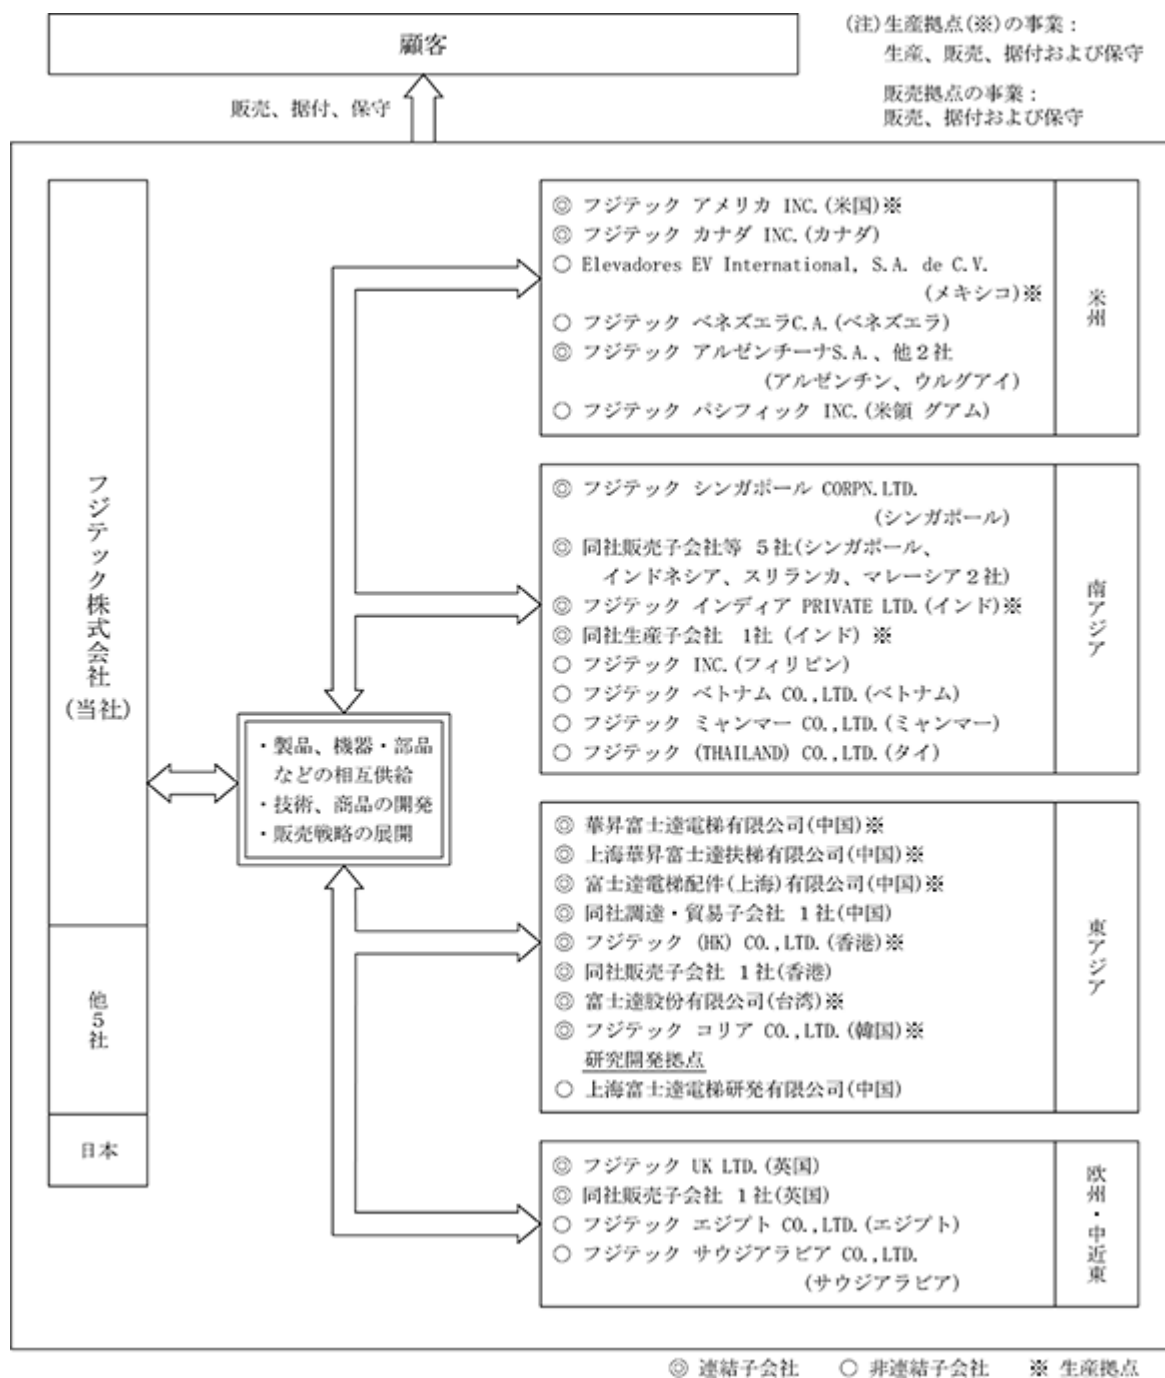 顧客
(注)生産拠点(※)の事業：
生産、販売、据付および保守
販売拠点の事業：
販売、据付および保守
販売、据付、保守
フジテック株式会社
(当社)
他５社
日本
・製品、機器・部品
などの相互供給
・技術、商品の開発
・販売戦略の展開
◎ フジテック アメリカ INC.(米国)※
◎ フジテック カナダ INC.(カナダ)
○ Elevadores EV International, S.A. de C.V.
(メキシコ)※
○ フジテック ベネズエラC.A.(ベネズエラ)
◎ フジテック アルゼンチーナS.A.、他２社
(アルゼンチン、ウルグアイ)
○ フジテック パシフィック INC.(米領 グアム)
米州
◎ フジテック シンガポール CORPN.LTD.
(シンガポール)
◎ 同社販売子会社等 ５社(シンガポール、
インドネシア、スリランカ、マレーシア２社)
◎ フジテック インディア PRIVATE LTD.(インド)※
◎ 同社生産子会社 1社 (インド) ※
○ フジテック INC.(フィリピン)
○ フジテック ベトナム CO.,LTD.(ベトナム)
○ フジテック ミャンマー CO.,LTD.(ミャンマー)
○ フジテック (THAILAND) CO.,LTD.(タイ)
南アジア
◎ 華昇富士達電梯有限公司(中国)※
◎ 上海華昇富士達扶梯有限公司(中国)※
◎ 富士達電梯配件(上海)有限公司(中国)※
◎ 同社調達・貿易子会社 １社(中国)
◎ フジテック (HK) CO.,LTD.(香港)※
◎ 同社販売子会社 １社(香港)
◎ 富士達股份有限公司(台湾)※
◎ フジテック コリア CO.,LTD.(韓国)※
研究開発拠点
○ 上海富士達電梯研発有限公司(中国)
東アジア
◎ フジテック UK LTD.(英国)
◎ 同社販売子会社 １社(英国)
○ フジテック エジプト CO.,LTD.(エジプト)
○ フジテック サウジアラビア CO.,LTD.
(サウジアラビア)
欧州・中近東
◎ 連結子会社 ○ 非連結子会社 ※ 生産拠点